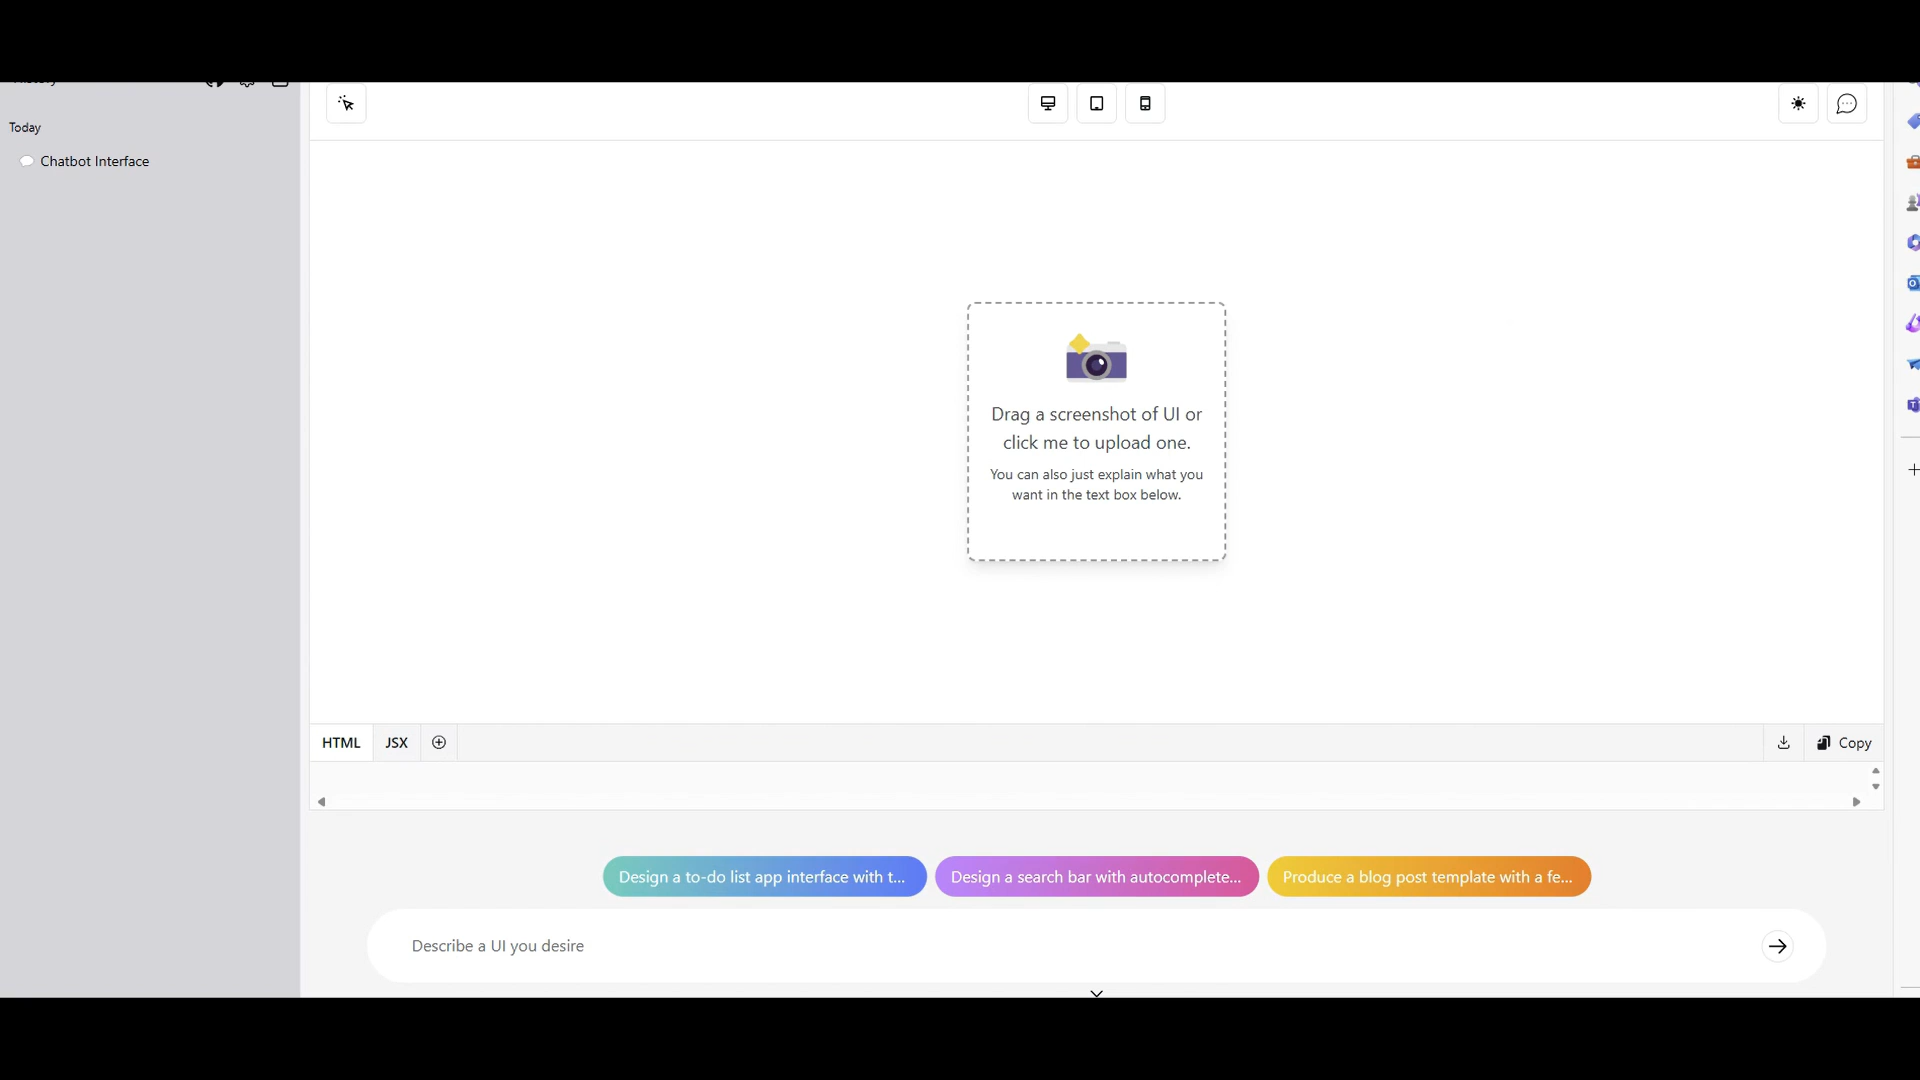 Today
Chatbot Interface
Drag a screenshot of UI or
click me to upload one.
You can also just explain what you
want in the text box below.
HTML
JSX
Copy
Design a to-do list app interface with t...
Design a search bar with autocomplete...
Produce a blog post template with a fe...
Describe a UI you desire